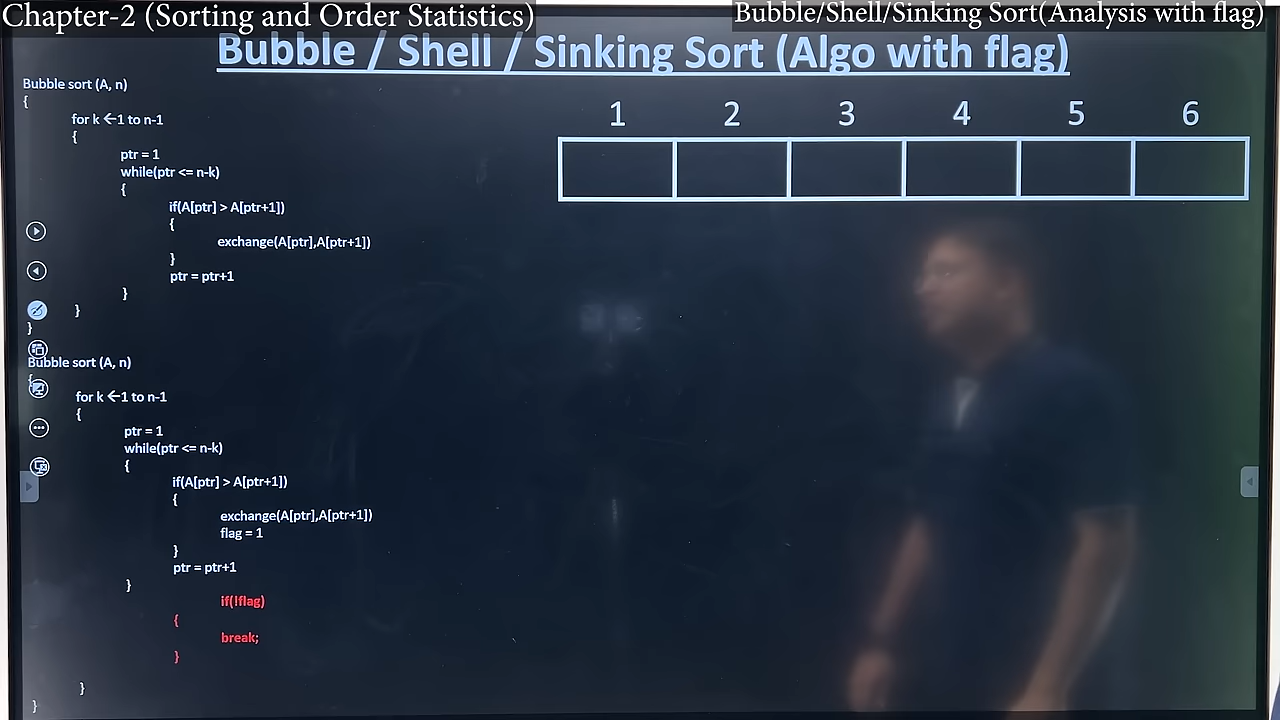 Chapter-2 (Sorting and Order Statistics)
Bubble/Shell/Sinking Sort(Analysis with flag)
Bubble / Shell / Sinking Sort (Algo with flag)
Bubble sort (A, n)
{
for k ←1 to n-1
{
ptr = 1
while(ptr <= n-k)
{
if(A[ptr] > A[ptr+1])
{
exchange(A[ptr],A[ptr+1])
}
ptr = ptr+1
}
}
}
Bubble sort (A, n)
{
for k ←1 to n-1
{
ptr = 1
while(ptr <= n-k)
{
if(A[ptr] > A[ptr+1])
{
exchange(A[ptr],A[ptr+1])
flag = 1
}
ptr = ptr+1
}
if(!flag)
{
break;
}
}
}
1 2 3 4 5 6